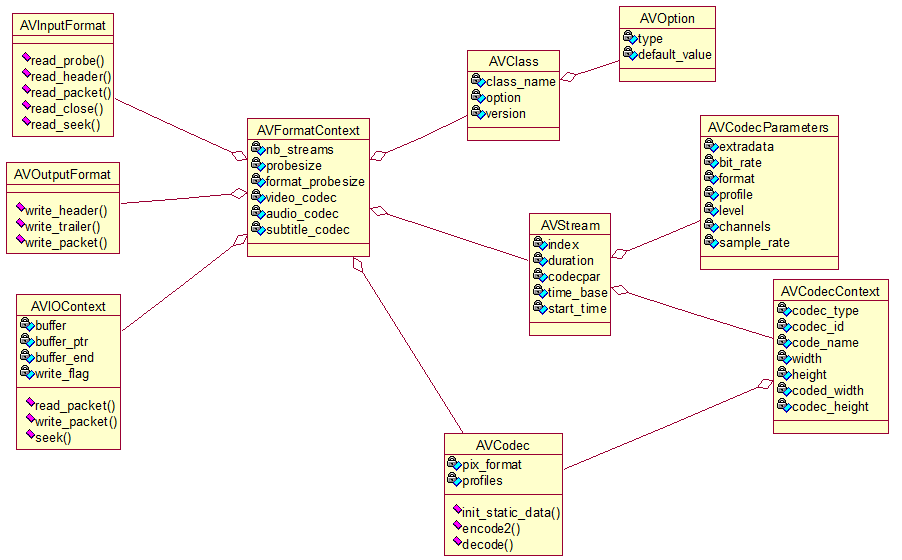 AVInputFormat
read_probe()
read_header()
read_packet()
read_close()
read_seek()
AVOutputFormat
write_header()
write_trailer()
write_packet()
AVIOContext
buffer
buffer_ptr
buffer_end
write_flag
read_packet()
write_packet()
seek()
AVFormatContext
nb_streams
probesize
format_probesize
video_codec
audio_codec
subtitle_codec
AVClass
class_name
option
version
AVOption
type
default_value
AVStream
index
duration
codecpar
time_base
start_time
AVCodecParameters
extradata
bit_rate
format
profile
level
channels
sample_rate
AVCodecContext
codec_type
codec_id
code_name
width
height
coded_width
codec_height
AVCodec
pix_format
profiles
init_static_data()
encode2()
decode()